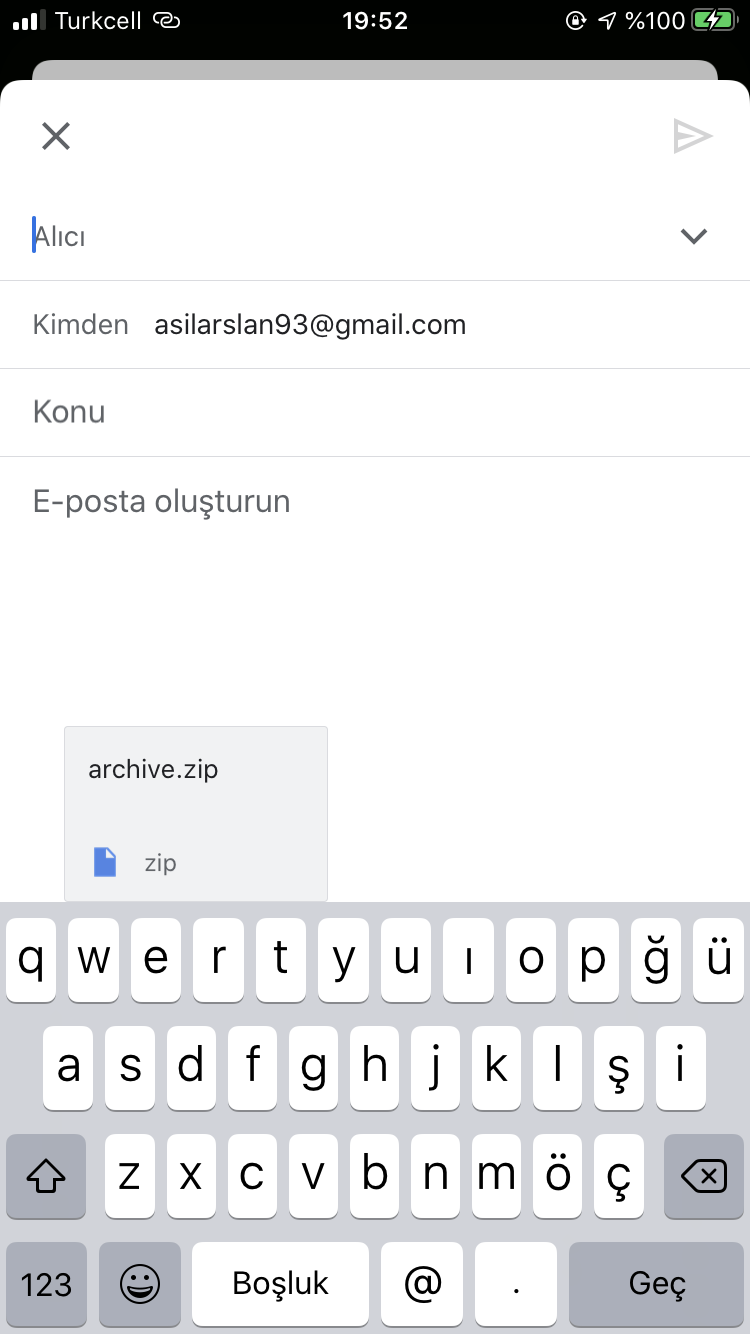 Turkcell 19:52 %100
Alıcı
Kimden asilarslan93@gmail.com
Konu
E-posta oluşturun
archive.zip
zip
q w e r t y u ı o p ğ ü
a s d f g h j k l ş i
z x c v b n m ö ç
123 Boşluk @ . Geç